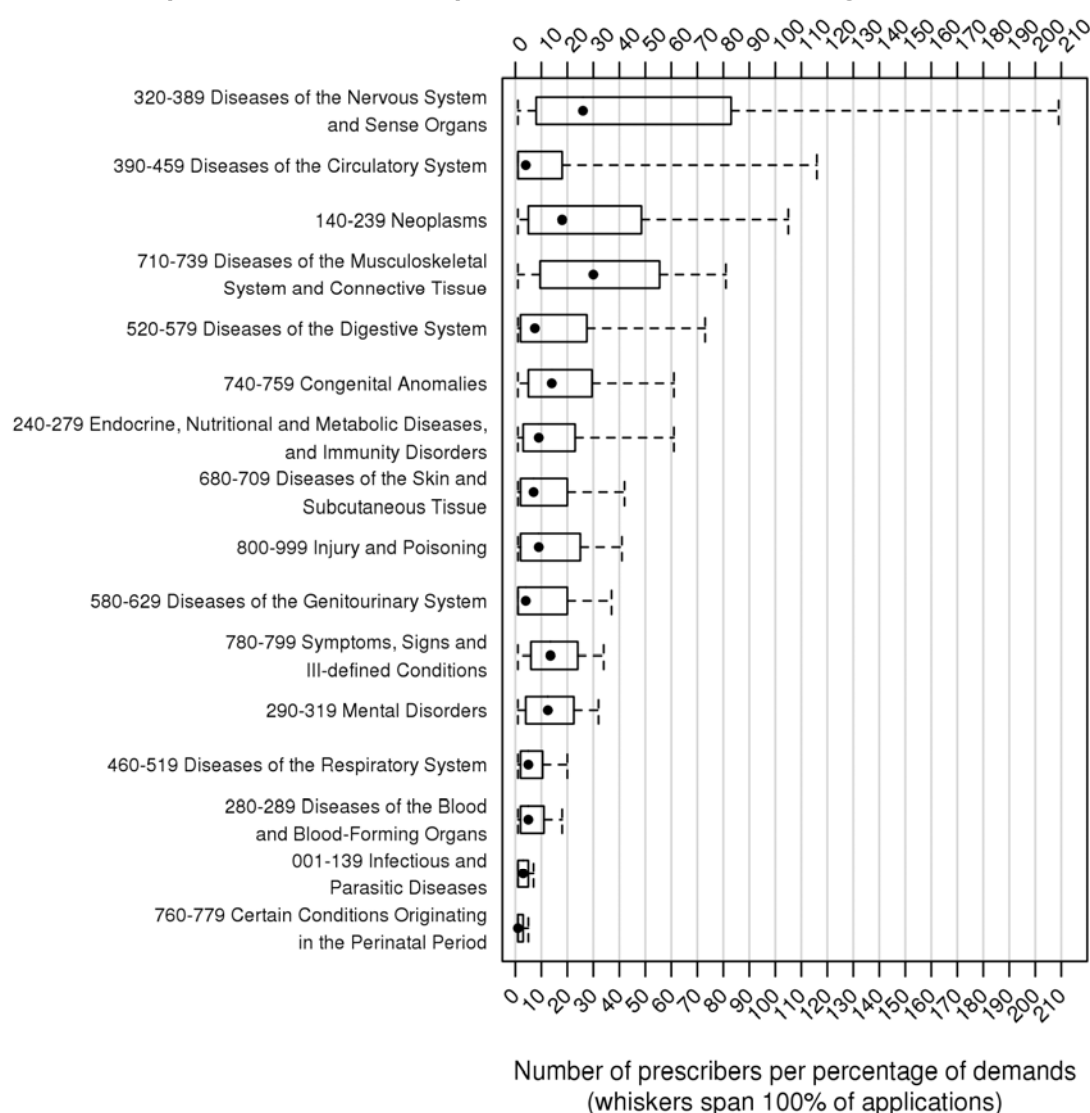 0 10 20 30 40 50 60 70 80 90 100 110 120 130 140 150 160 170 180 190 200 210
320-389 Diseases of the Nervous System
and Sense Organs
390-459 Diseases of the Circulatory System
140-239 Neoplasms
710-739 Diseases of the Musculoskeletal
System and Connective Tissue
520-579 Diseases of the Digestive System
740-759 Congenital Anomalies
240-279 Endocrine, Nutritional and Metabolic Diseases,
and Immunity Disorders
680-709 Diseases of the Skin and
Subcutaneous Tissue
800-999 Injury and Poisoning
580-629 Diseases of the Genitourinary System
780-799 Symptoms, Signs and
III-defined Conditions
290-319 Mental Disorders
460-519 Diseases of the Respiratory System
280-289 Diseases of the Blood
and Blood-Forming Organs
001-139 Infectious and
Parasitic Diseases
760-779 Certain Conditions Originating
in the Perinatal Period
0 10 20 30 40 50 60 70 80 90 100 110 120 130 140 150 160 170 180 190 200 210
Number of prescribers per percentage of demands
(whiskers span 100% of applications)